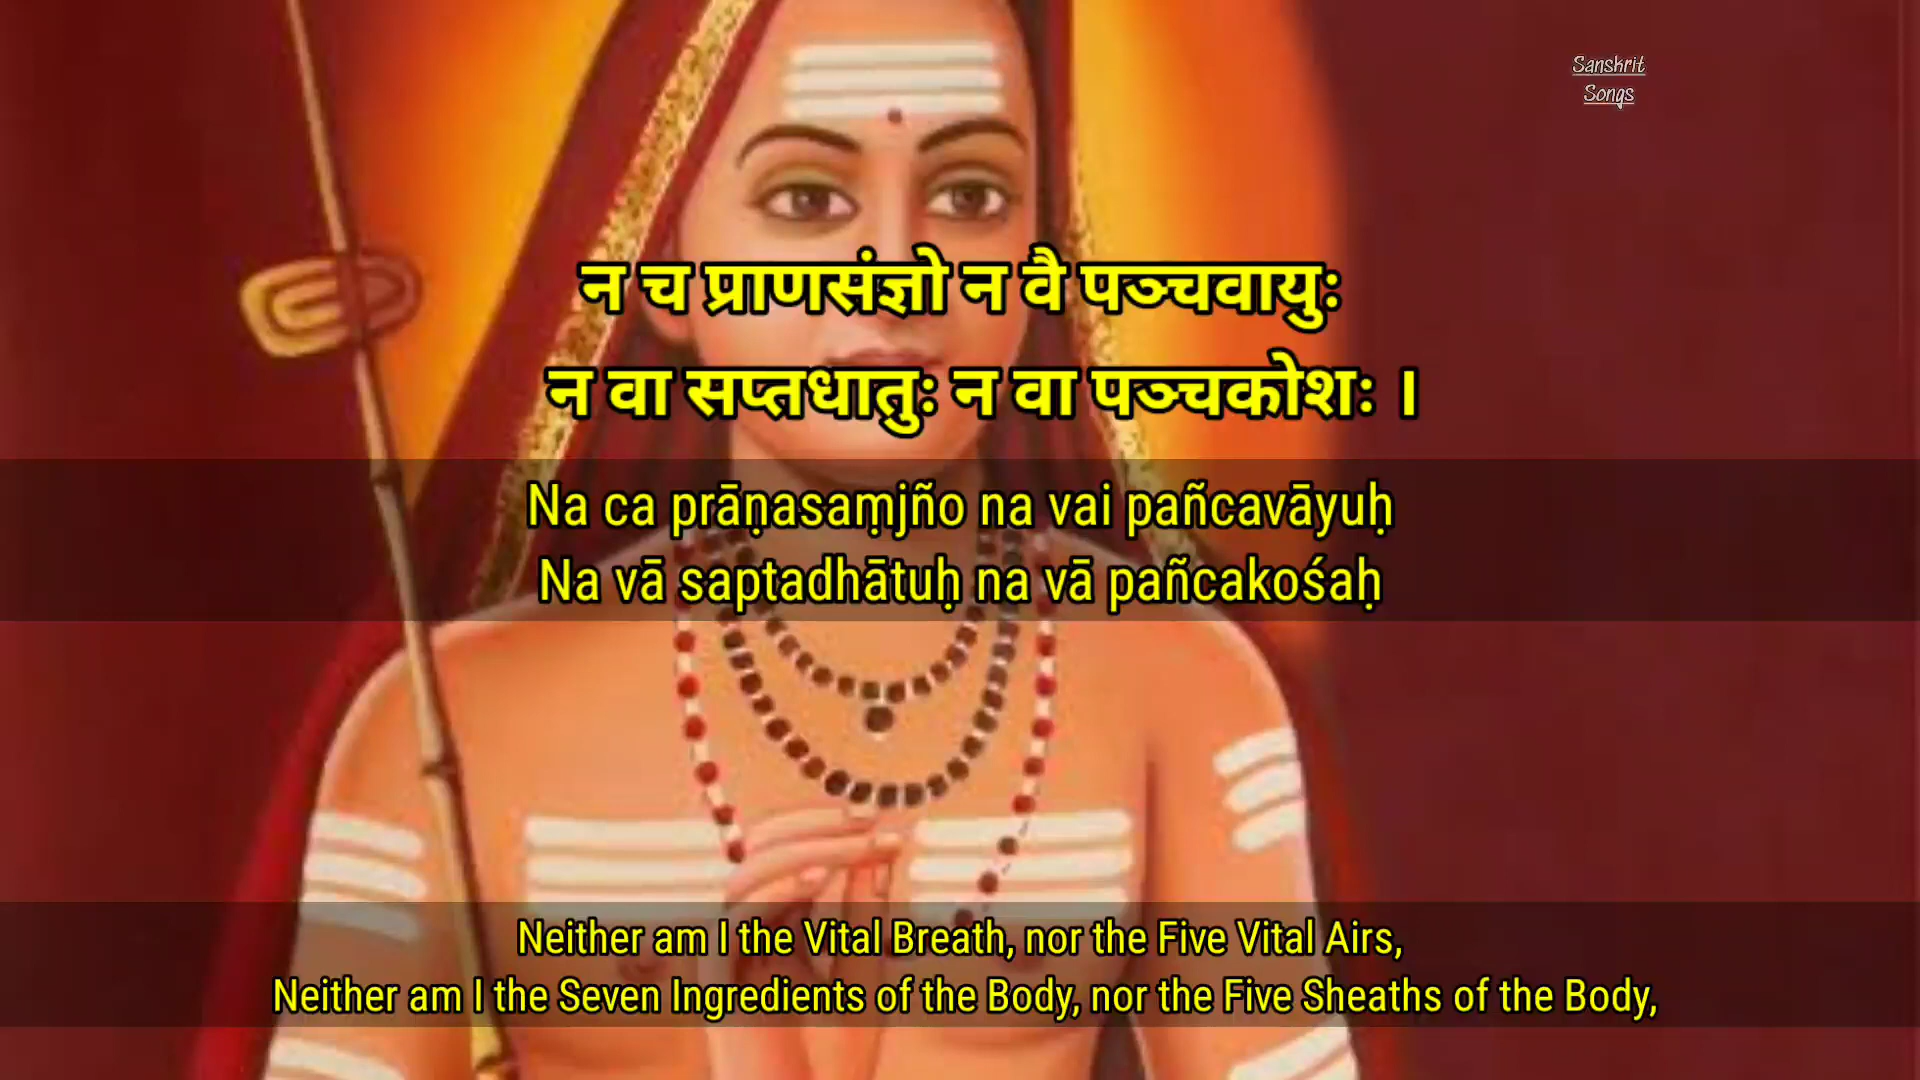 Sanskrit
Songs
न च प्राणसंज्ञो न वै पञ्चवायुः
न वा सप्तधातुः न वा पञ्चकोशः ।
Na ca prāṇasaṃjño na vai pañcavāyuḥ
Na vā saptadhātuḥ na vā pañcakośaḥ
Neither am I the Vital Breath, nor the Five Vital Airs,
Neither am I the Seven Ingredients of the Body, nor the Five Sheaths of the Body,